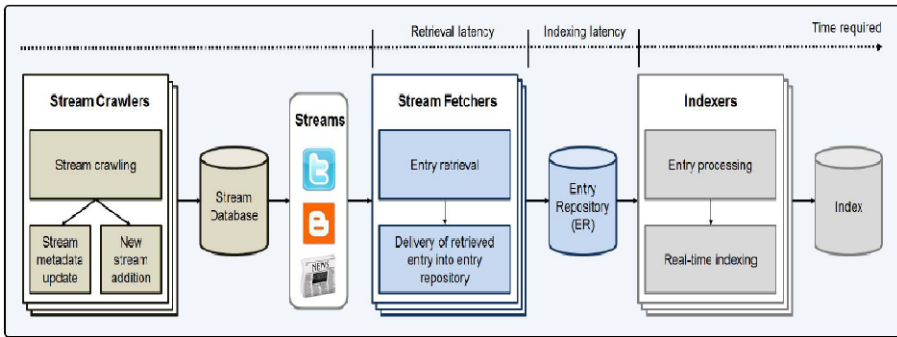 Retrieval latency
Indexing latency
Time required
Stream Crawlers
Stream crawling
Stream
metadata
update
New
stream
addition
Stream
Database
Streams
NEWS
Stream Fetchers
Entry retrieval
Delivery of retrieved
entry into entry
repository
Entry
Repository
(ER)
Indexers
Entry processing
Real-time indexing
Index